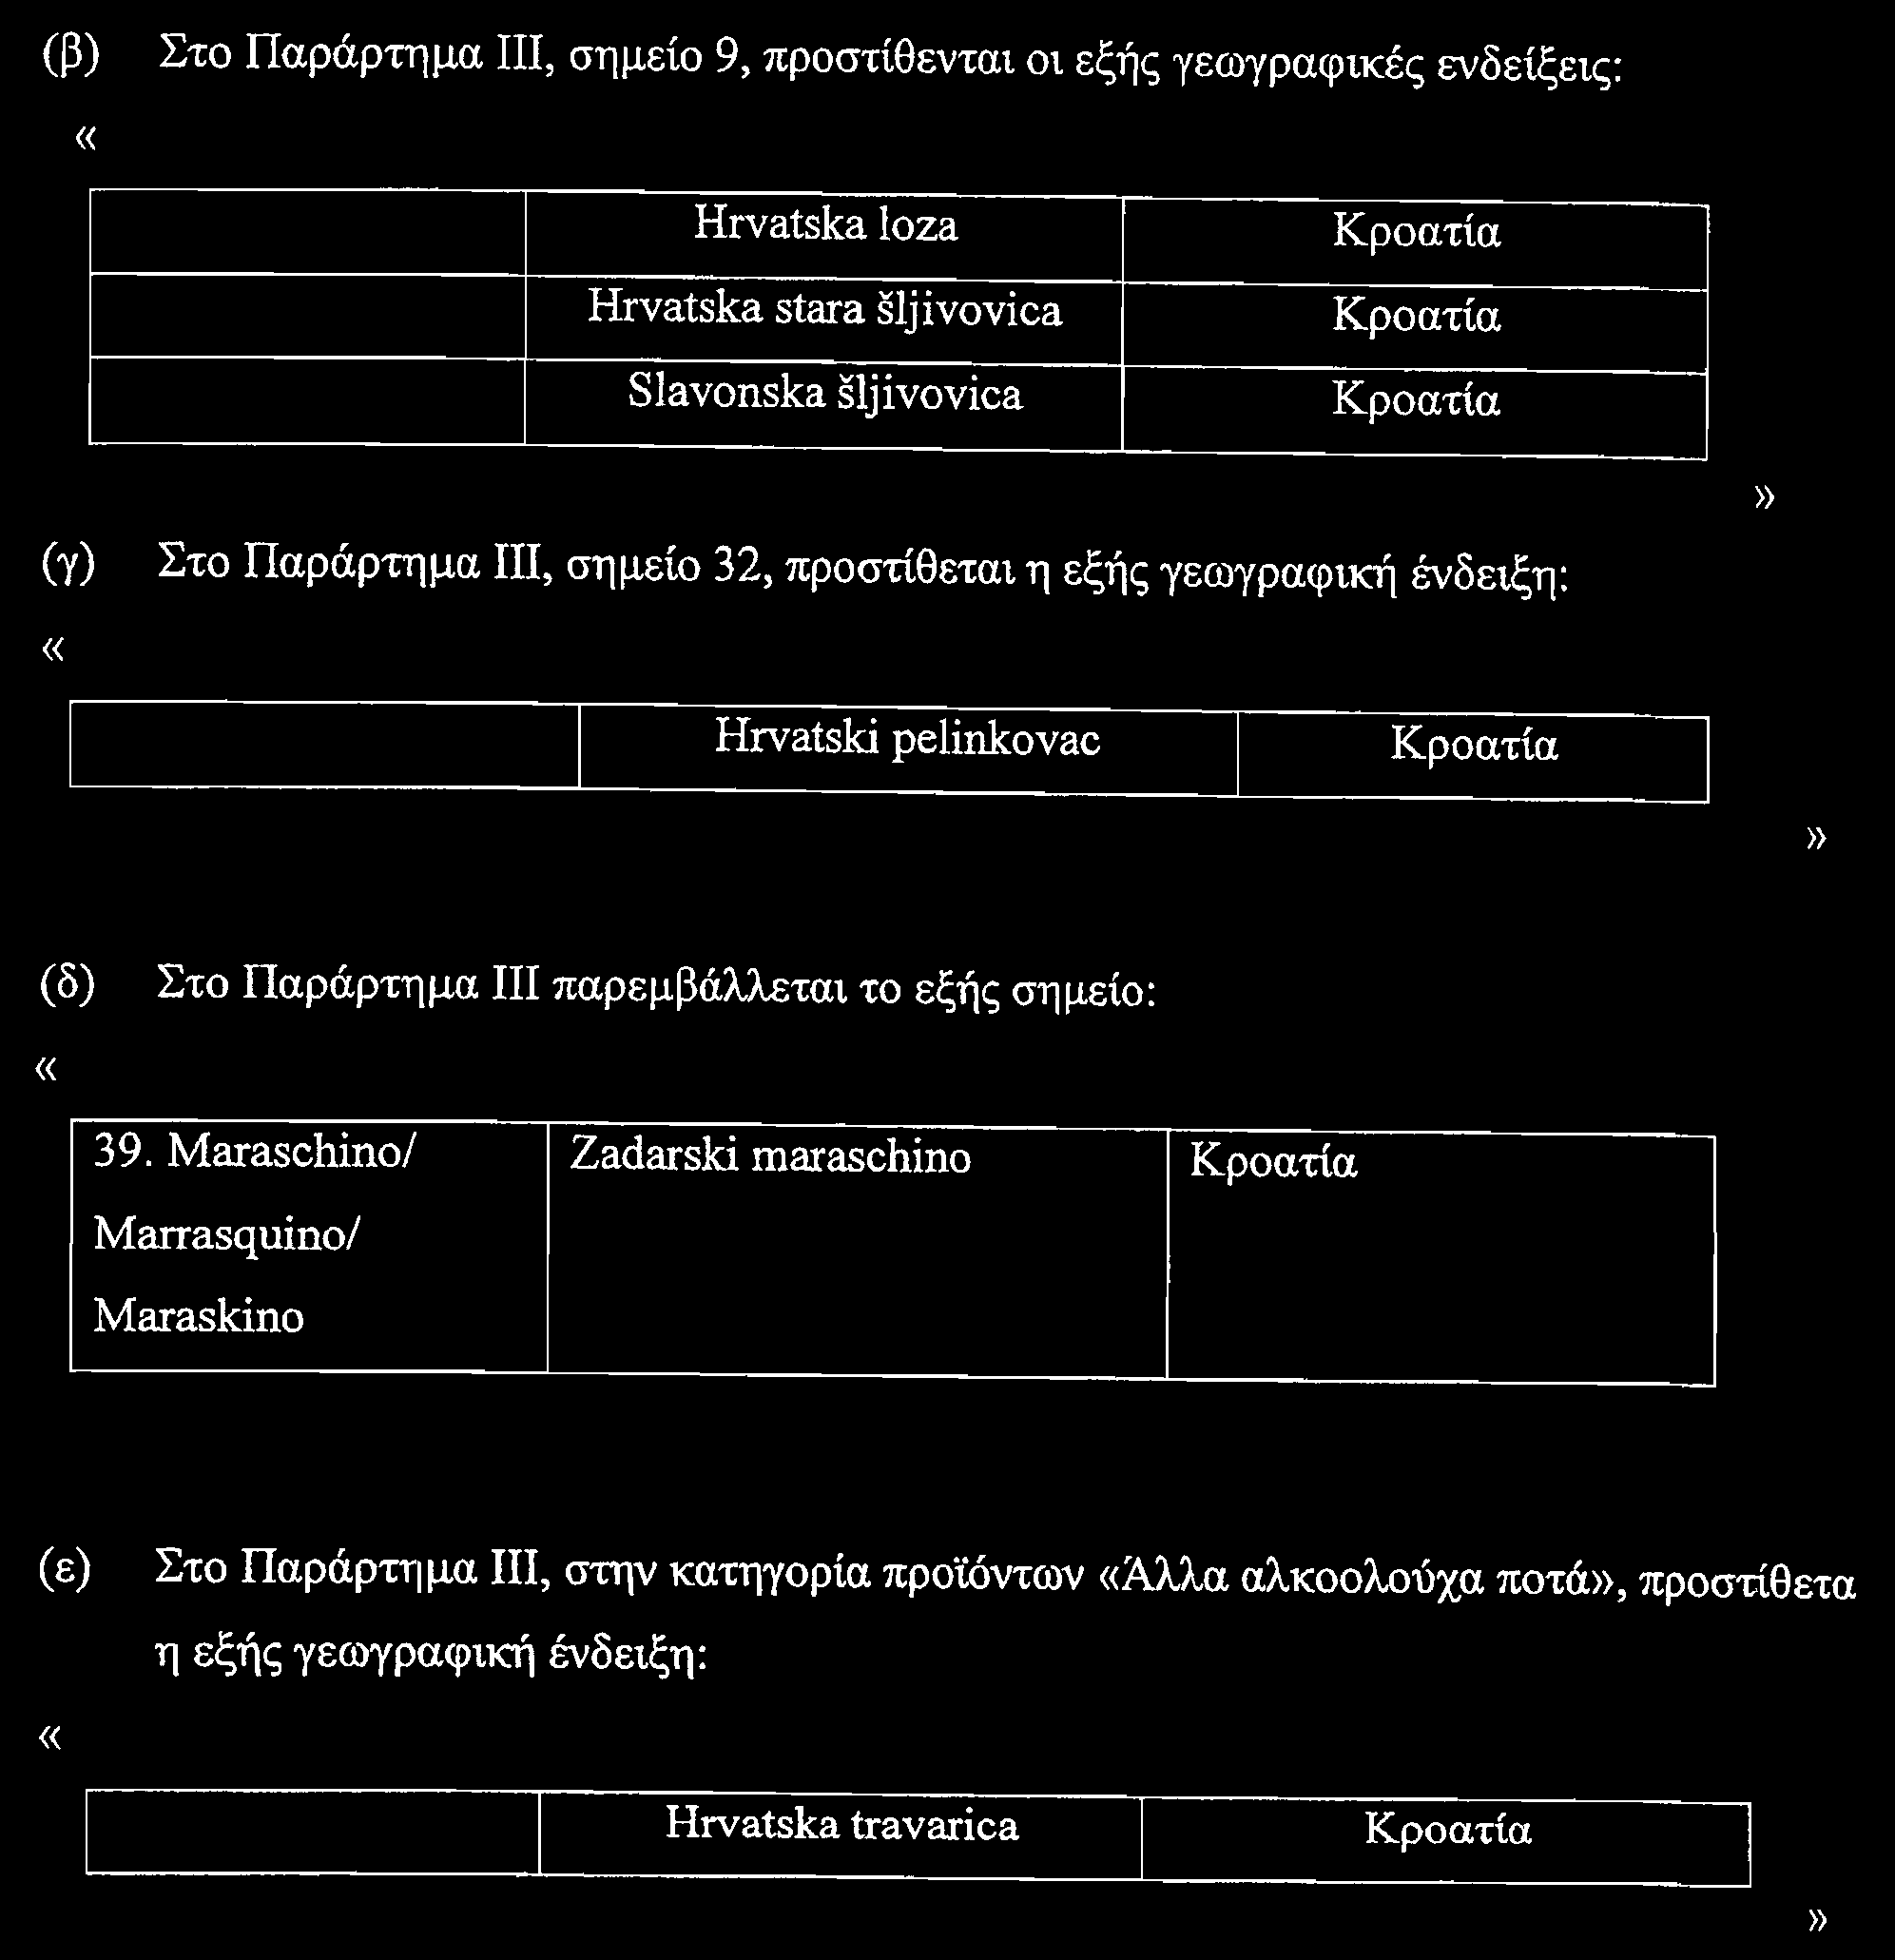 (β) Στο Παράρτημα III, σημείο 9, προστίθενται οι εξής γεωγραφικές ενδείξεις:
«
Hrvatska loza Κροατία
Hrvatska stara šljivovica Κροατία
Slavonska šljivovica Κροατία
»
(γ) Στο Παράρτημα III, σημείο 32, προστίθεται η εξής γεωγραφική ένδειξη:
«
Hrvatski pelinkovac Κροατία
»
(δ) Στο Παράρτημα III παρεμβάλλεται το εξής σημείο:
«
39. Maraschino/ Zadarski maraschino Κροατία
Marrasquino/
Maraskino
(ε) Στο Παράρτημα III, στην κατηγορία προϊόντων «Άλλα αλκοολούχα ποτά», προστίθετα
η εξής γεωγραφική ένδειξη:
«
Hrvatska travarica Κροατία
»